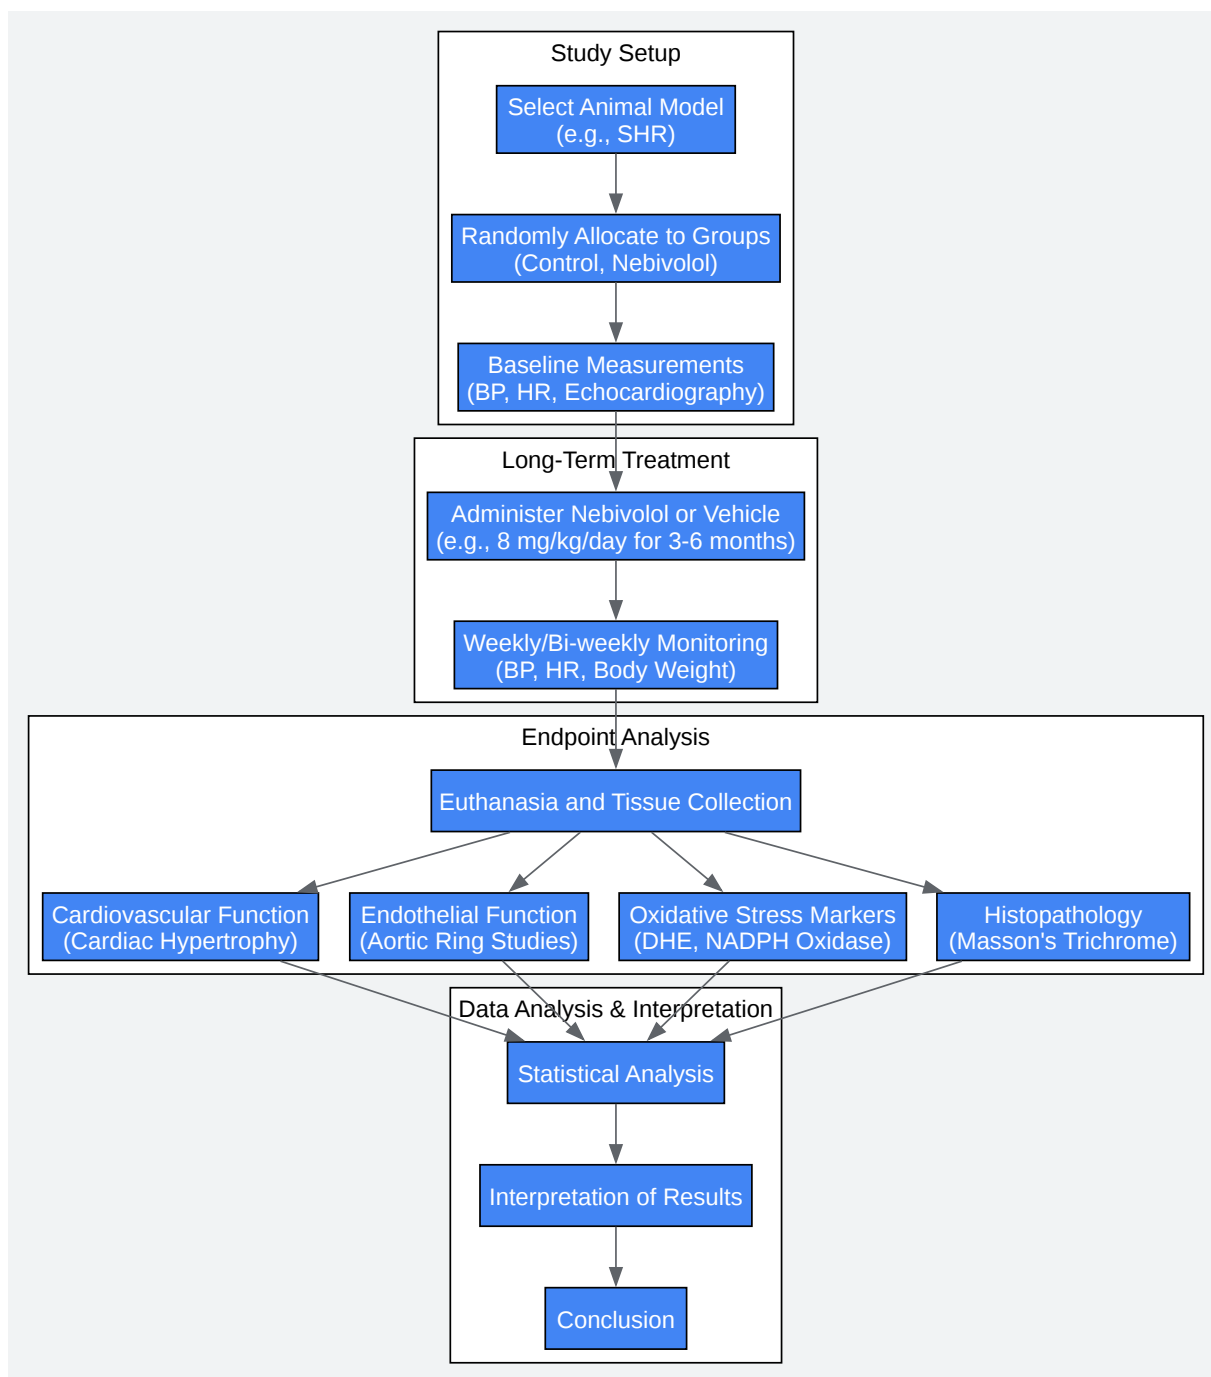 Study Setup
Select Animal Model
(e.g., SHR)
Randomly Allocate to Groups
(Control, Nebivolol)
Baseline Measurements
(BP, HR, Echocardiography)
Long-Term Treatment
Administer Nebivolol or Vehicle
(e.g., 8 mg/kg/day for 3-6 months)
Weekly/Bi-weekly Monitoring
(BP, HR, Body Weight)
Endpoint Analysis
Euthanasia and Tissue Collection
Cardiovascular Function
(Cardiac Hypertrophy)
Endothelial Function
(Aortic Ring Studies)
Oxidative Stress Markers
(DHE, NADPH Oxidase)
Histopathology
(Masson's Trichrome)
Data Analysis & Interpretation
Statistical Analysis
Interpretation of Results
Conclusion